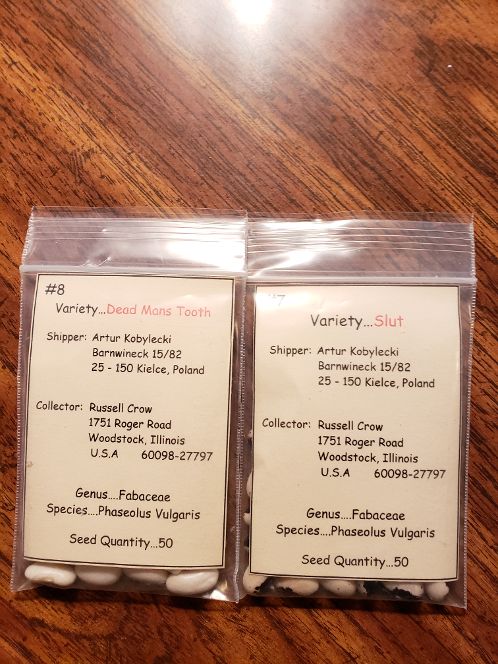 #8
Variety...Dead Mans Tooth
Shipper: Artur Kobylecki
Barnwineck 15/82
25 - 150 Kielce, Poland
Collector: Russell Crow
1751 Roger Road
Woodstock, Illinois
U.S.A 60098-27797
Genus....Fabaceae
Species....Phaseolus Vulgaris
Seed Quantity...50
#7
Variety...Slut
Shipper: Artur Kobylecki
Barnwineck 15/82
25 - 150 Kielce, Poland
Collector: Russell Crow
1751 Roger Road
Woodstock, Illinois
U.S.A 60098-27797
Genus....Fabaceae
Species....Phaseolus Vulgaris
Seed Quantity...50